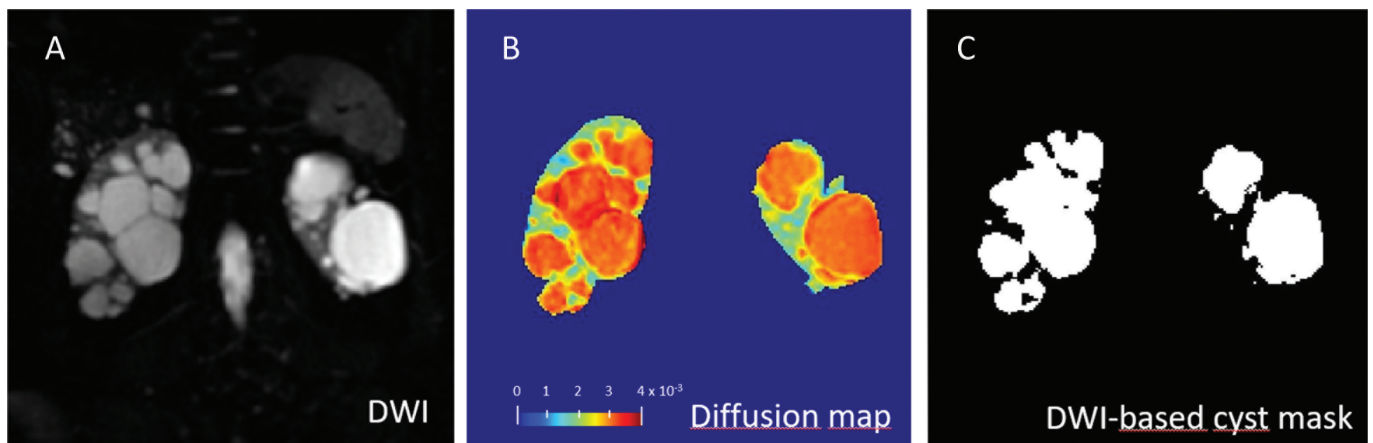 A
DWI
B
0 1 2 3 4 x 10⁻³
Diffusion map
C
DWI-based cyst mask